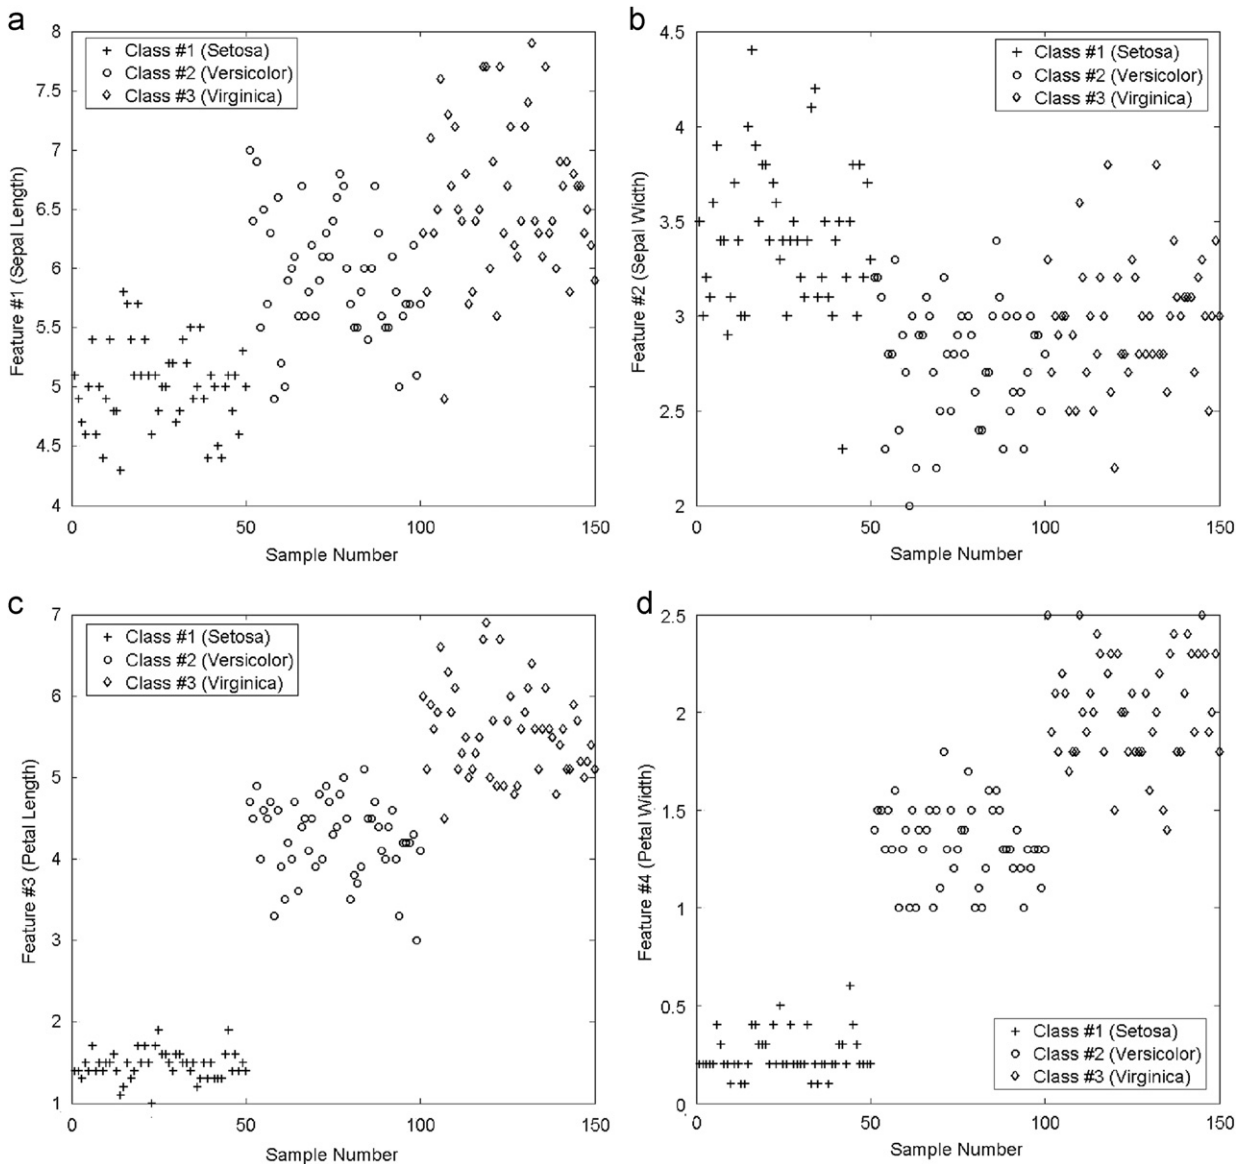 a
8
7.5
7
6.5
6
5.5
5
4.5
4
0
50
100
150
Class #1 (Setosa)
Class #2 (Versicolor)
Class #3 (Virginica)
Feature #1 (Sepal Length)
Sample Number
b
4.5
4
3.5
3
2.5
2
0
50
100
150
Class #1 (Setosa)
Class #2 (Versicolor)
Class #3 (Virginica)
Feature #2 (Sepal Width)
Sample Number
c
7
6
5
4
3
2
1
0
50
100
150
Class #1 (Setosa)
Class #2 (Versicolor)
Class #3 (Virginica)
Feature #3 (Petal Length)
Sample Number
d
2.5
2
1.5
1
0.5
0
0
50
100
150
Class #1 (Setosa)
Class #2 (Versicolor)
Class #3 (Virginica)
Feature #4 (Petal Width)
Sample Number